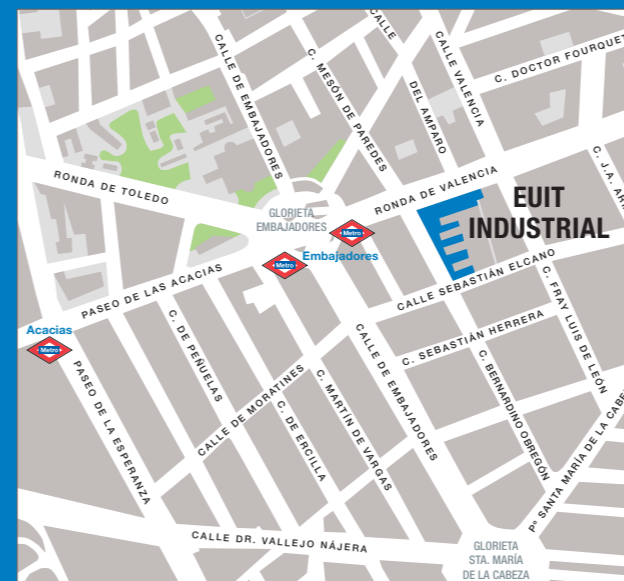 CALLE DE EMBAJADORES
C. MESÓN DE PAREDES
CALLE
DEL AMPARO
CALLE VALENCIA
C. DOCTOR FOURQUET
RONDA DE TOLEDO
GLORIETA
EMBAJADORES
RONDA DE VALENCIA
EUIT
INDUSTRIAL
C. J.A.
Metro
Metro
Embajadores
PASEO DE LAS ACACIAS
CALLE SEBASTIÁN ELCANO
C. FRAY LUIS DE LEÓN
Acacias
Metro
C. DE PEÑUELAS
CALLE DE EMBAJADORES
C. SEBASTIÁN HERRERA
C. BERNARDINO OBREGÓN
PASEO DE LA ESPERANZA
CALLE DE MORATINES
C. DE ERCILLA
C. MARTÍN DE VARGAS
Pº SANTA MARÍA DE LA CABE
CALLE DR. VALLEJO NÁJERA
GLORIETA
STA. MARÍA
DE LA CABEZA